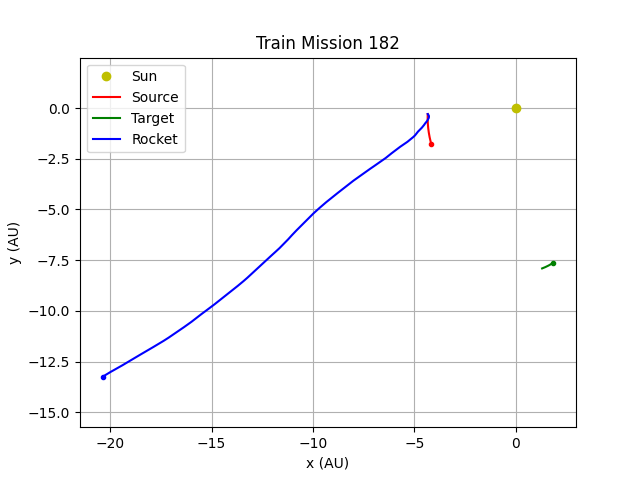 Train Mission 182
Sun
Source
Target
Rocket
0.0
−2.5
−5.0
−7.5
−10.0
−12.5
−15.0
y (AU)
−20
−15
−10
−5
0
x (AU)